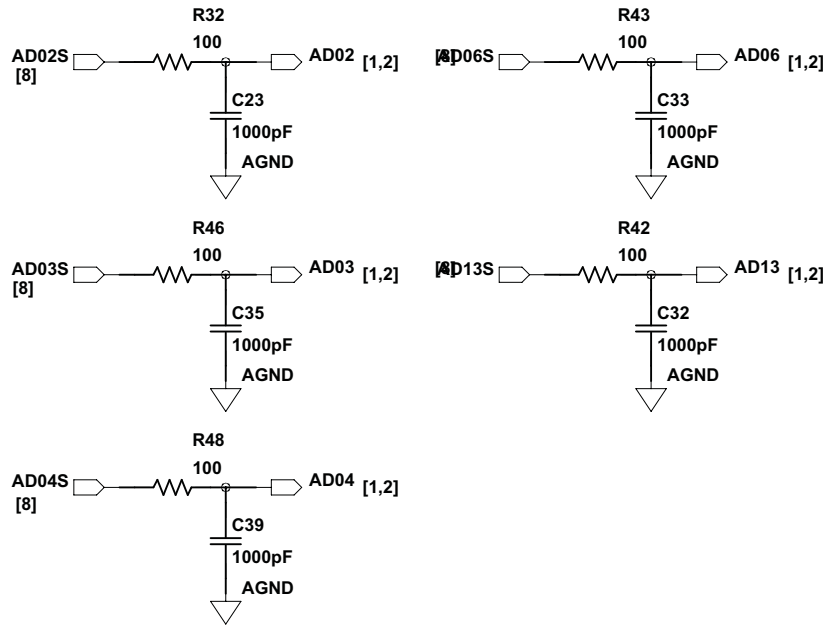 R32
100
AD02S
[8]
AD02 [1,2]
C23
1000pF
AGND
R43
100
[8]
AD06S
AD06 [1,2]
C33
1000pF
AGND
R46
100
AD03S
[8]
AD03 [1,2]
C35
1000pF
AGND
R42
100
[8]
AD13S
AD13 [1,2]
C32
1000pF
AGND
R48
100
AD04S
[8]
AD04 [1,2]
C39
1000pF
AGND